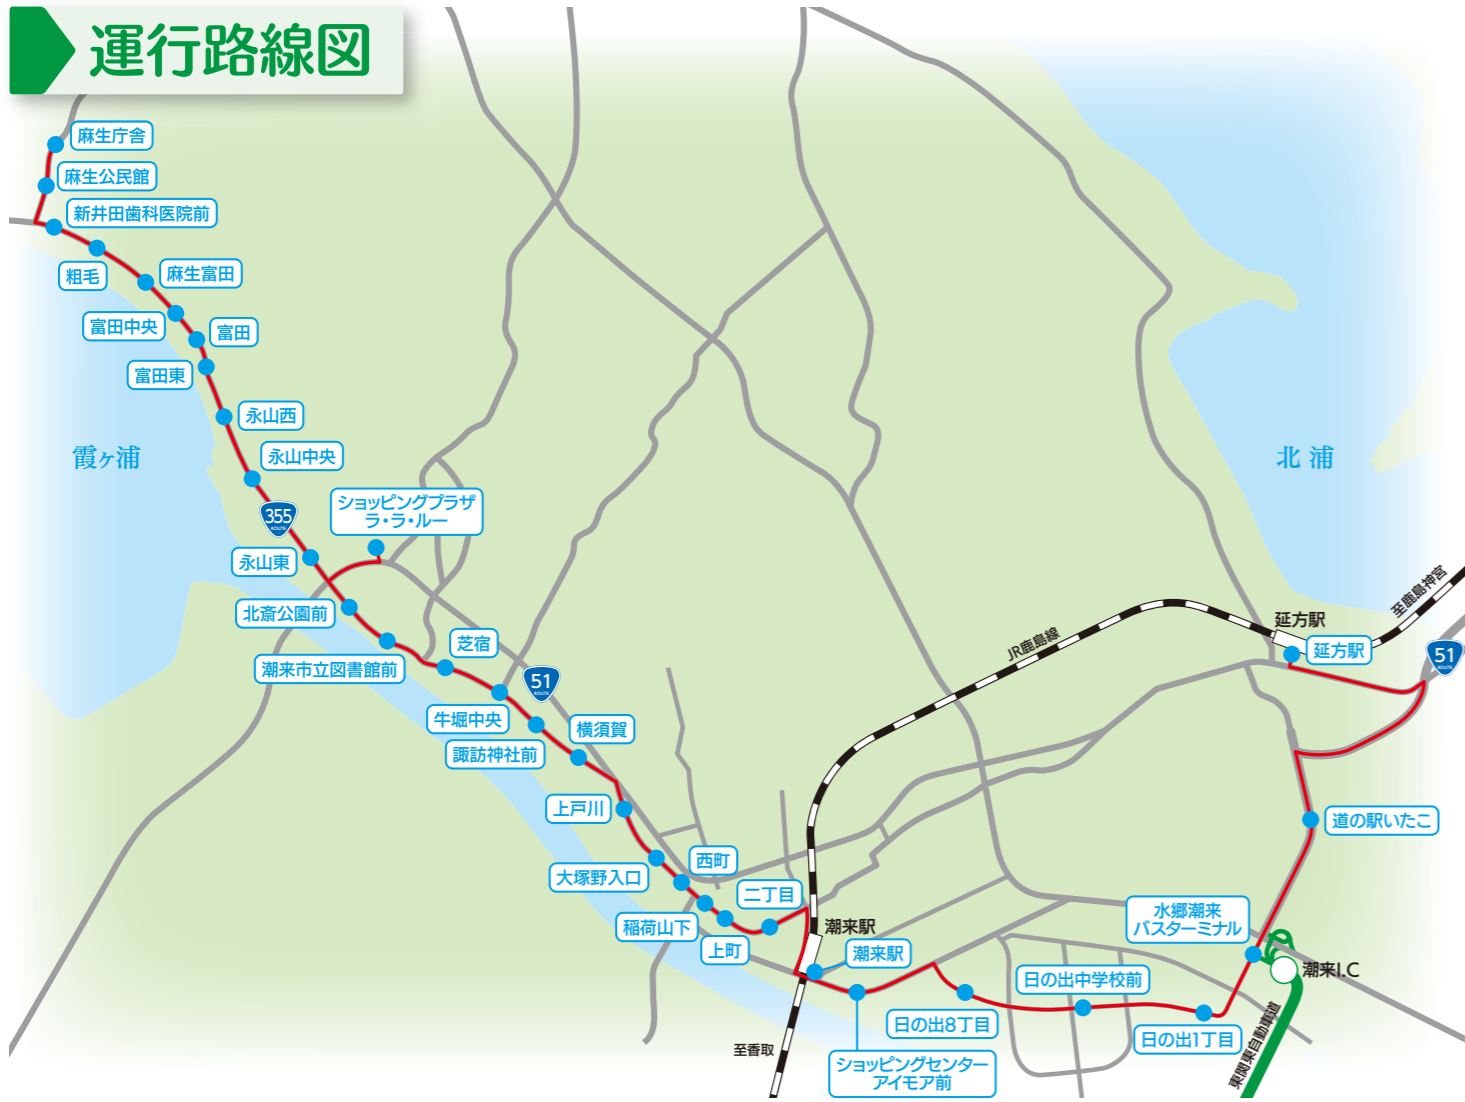 運行路線図
麻生庁舎
麻生公民館
新井田歯科医院前
粗毛
麻生富田
富田中央
富田
富田東
永山西
永山中央
霞ヶ浦
北浦
355
ROUTE
ショッピングプラザ
ラ・ラ・ルー
永山東
北斎公園前
潮来市立図書館前
芝宿
51
ROUTE
牛堀中央
諏訪神社前
横須賀
上戸川
大塚野入口
西町
稲荷山下
上町
二丁目
潮来駅
潮来駅
JR鹿島線
延方駅
延方駅
至鹿島神宮
51
ROUTE
道の駅いたこ
水郷潮来
バスターミナル
潮来I.C
日の出中学校前
日の出8丁目
日の出1丁目
ショッピングセンター
アイモア前
至香取
東関東自動車道